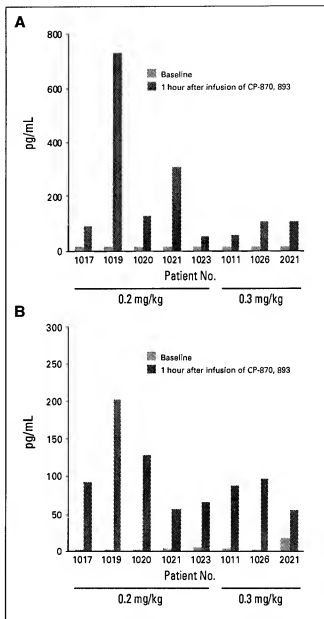 A
800
600
400
200
0
pg/mL
Baseline
1 hour after infusion of CP-870, 893
1017 1019 1020 1021 1023 1011 1026 2021
Patient No.
0.2 mg/kg 0.3 mg/kg
B
300
250
200
150
100
50
0
pg/mL
Baseline
1 hour after infusion of CP-870, 893
1017 1019 1020 1021 1023 1011 1026 2021
Patient No.
0.2 mg/kg 0.3 mg/kg